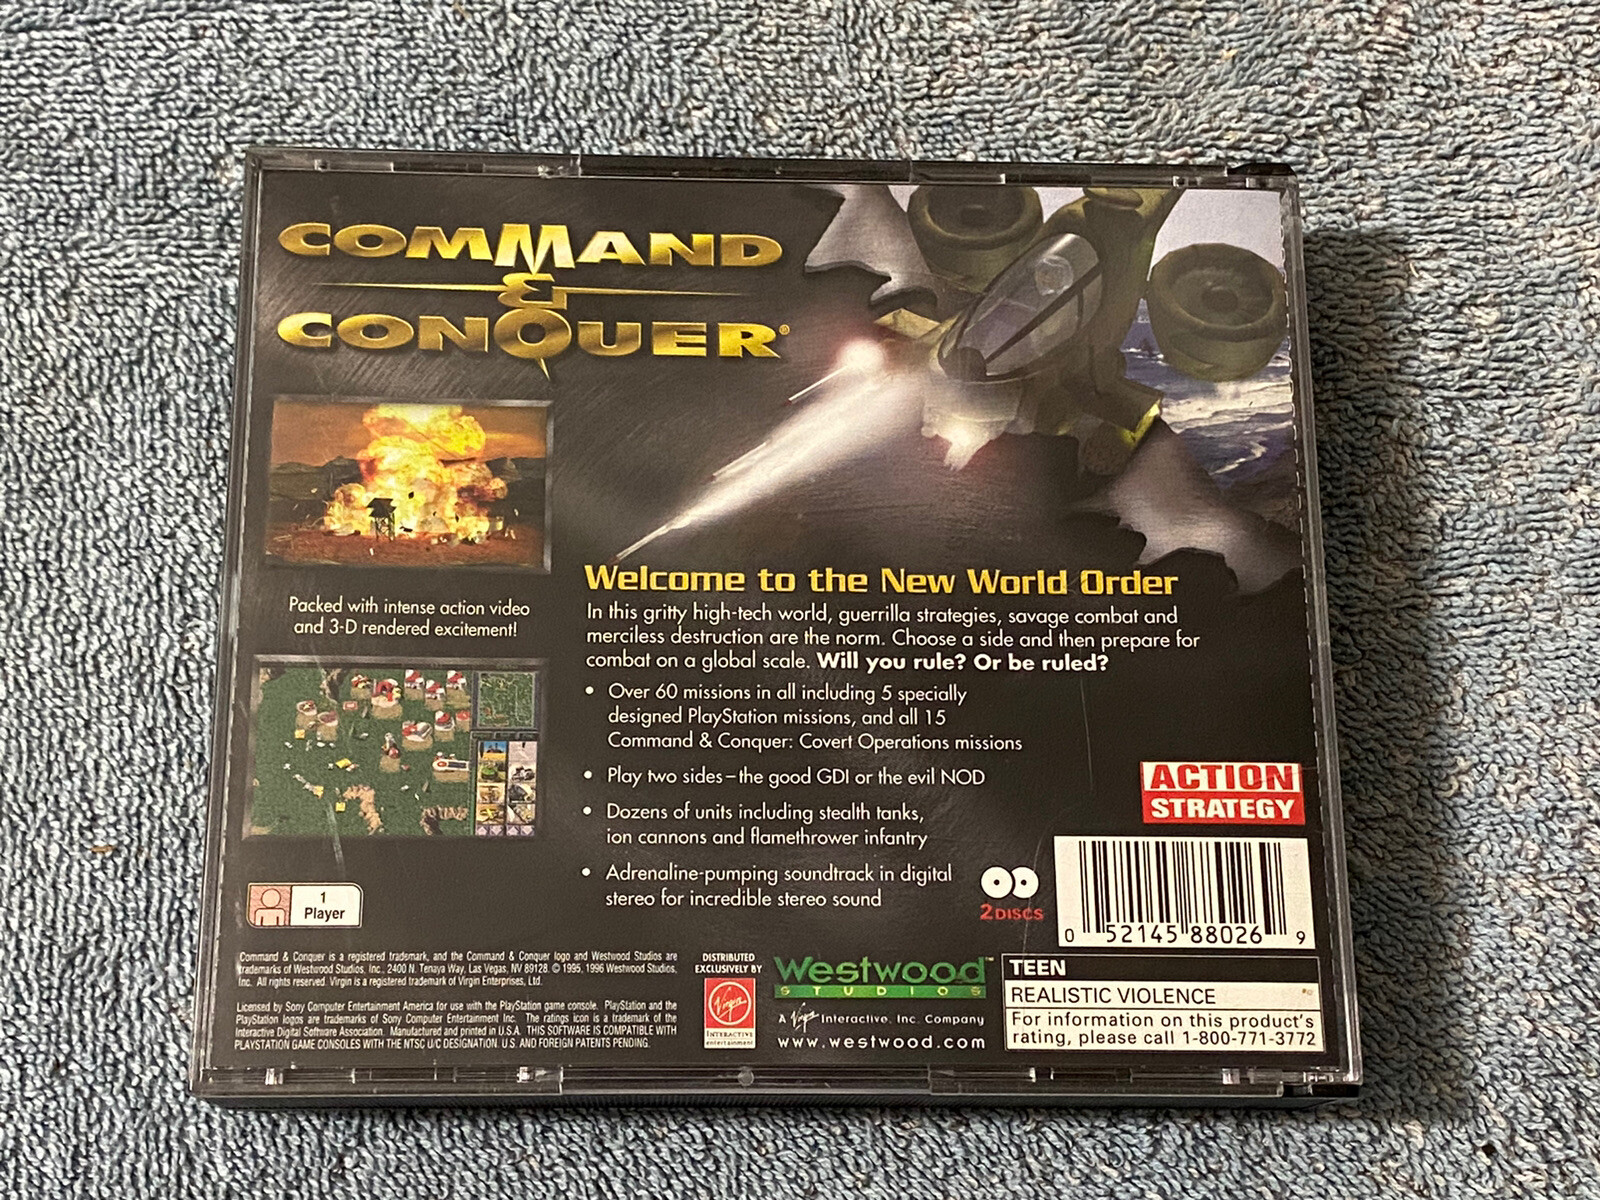 COMMAND
&
CONQUER®
Packed with intense action video
and 3-D rendered excitement!
Welcome to the New World Order
In this gritty high-tech world, guerrilla strategies, savage combat and
merciless destruction are the norm. Choose a side and then prepare for
combat on a global scale. Will you rule? Or be ruled?
• Over 60 missions in all including 5 specially
designed PlayStation missions, and all 15
Command & Conquer: Covert Operations missions
• Play two sides–the good GDI or the evil NOD
• Dozens of units including stealth tanks,
ion cannons and flamethrower infantry
• Adrenaline-pumping soundtrack in digital
stereo for incredible stereo sound
ACTION
STRATEGY
1
Player
2 DISCS
0 52145 88026 9
Command & Conquer is a registered trademark, and the Command & Conquer logo and Westwood Studios are
trademarks of Westwood Studios, Inc., 2400 N. Tenaya Way, Las Vegas, NV 89128. © 1995, 1996 Westwood Studios,
Inc. All rights reserved. Virgin is a registered trademark of Virgin Enterprises, Ltd.
Licensed by Sony Computer Entertainment America for use with the PlayStation game console. PlayStation and the
PlayStation logos are trademarks of Sony Computer Entertainment Inc. The ratings icon is a trademark of the
Interactive Digital Software Association. Manufactured and printed in U.S.A. THIS SOFTWARE IS COMPATIBLE WITH
PLAYSTATION GAME CONSOLES WITH THE NTSC U/C DESIGNATION. U.S. AND FOREIGN PATENTS PENDING.
DISTRIBUTED
EXCLUSIVELY BY
Virgin
INTERACTIVE
entertainment
Westwood™
STUDIOS
A Virgin Interactive, Inc. Company
www.westwood.com
TEEN
REALISTIC VIOLENCE
For information on this product's
rating, please call 1-800-771-3772